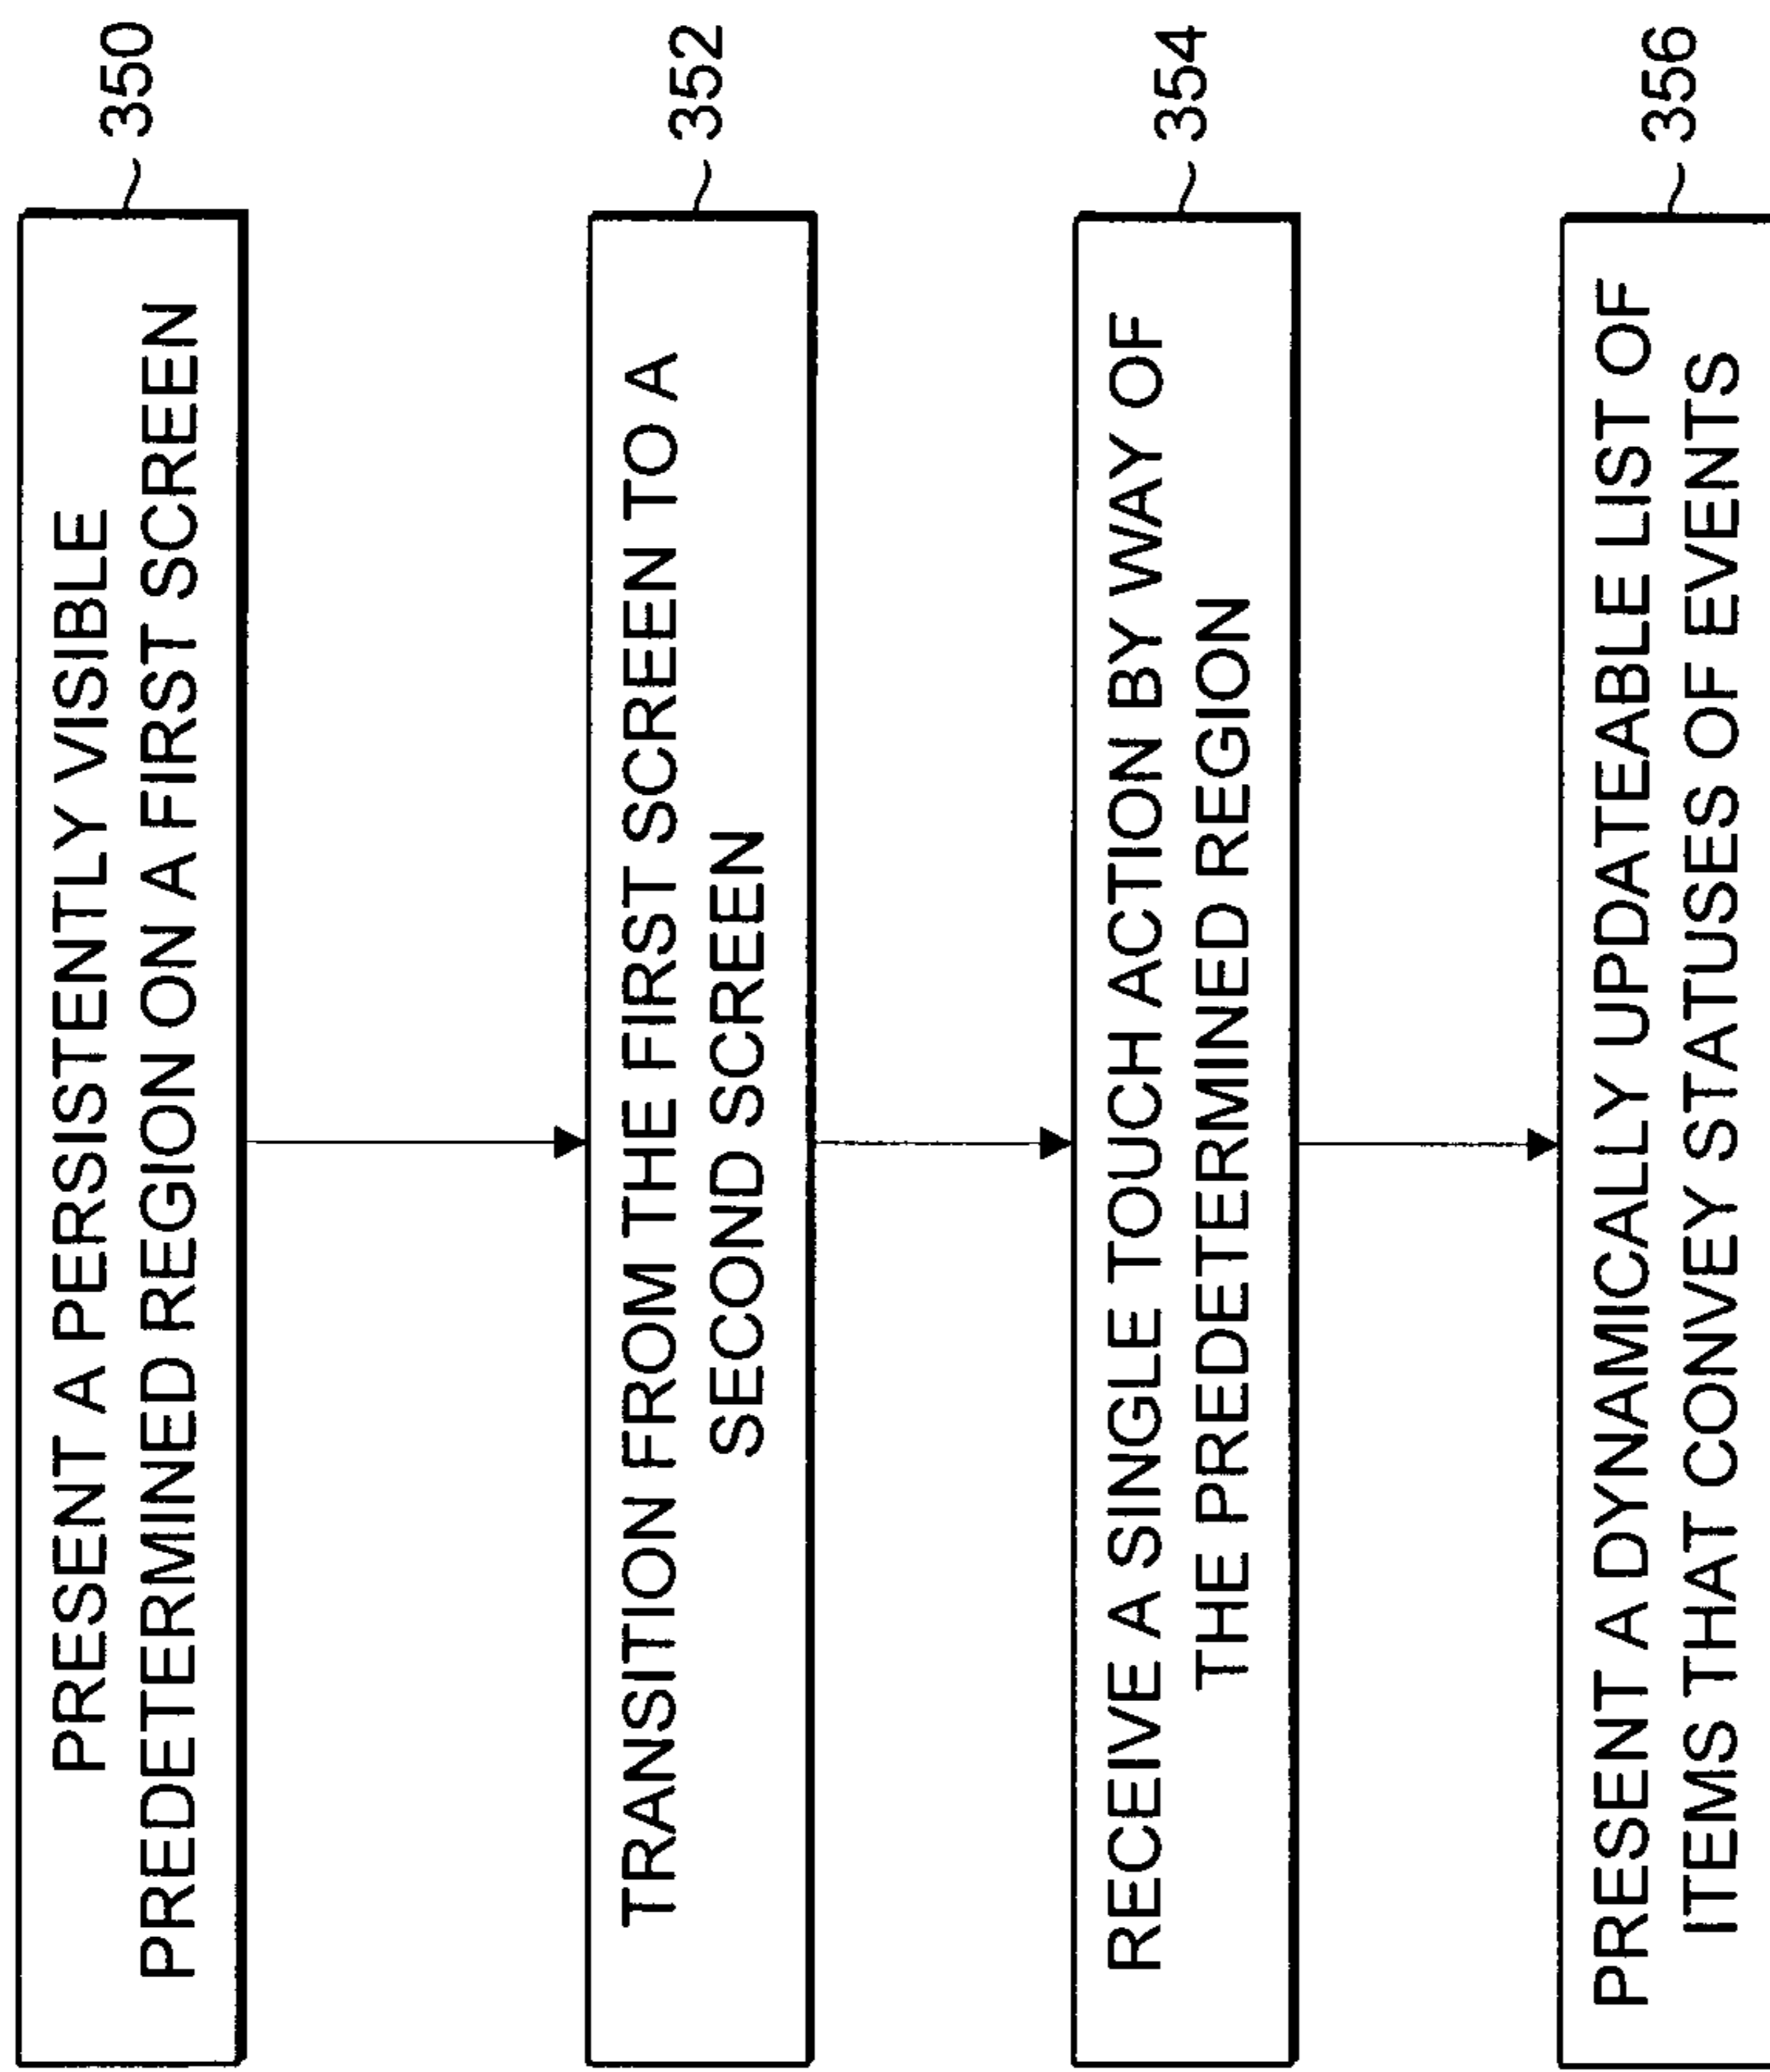 PRESENT A PERSISTENTLY VISIBLE
PREDETERMINED REGION ON A FIRST SCREEN
350
TRANSITION FROM THE FIRST SCREEN TO A
SECOND SCREEN
352
RECEIVE A SINGLE TOUCH ACTION BY WAY OF
THE PREDETERMINED REGION
354
PRESENT A DYNAMICALLY UPDATEABLE LIST OF
ITEMS THAT CONVEY STATUSES OF EVENTS
356